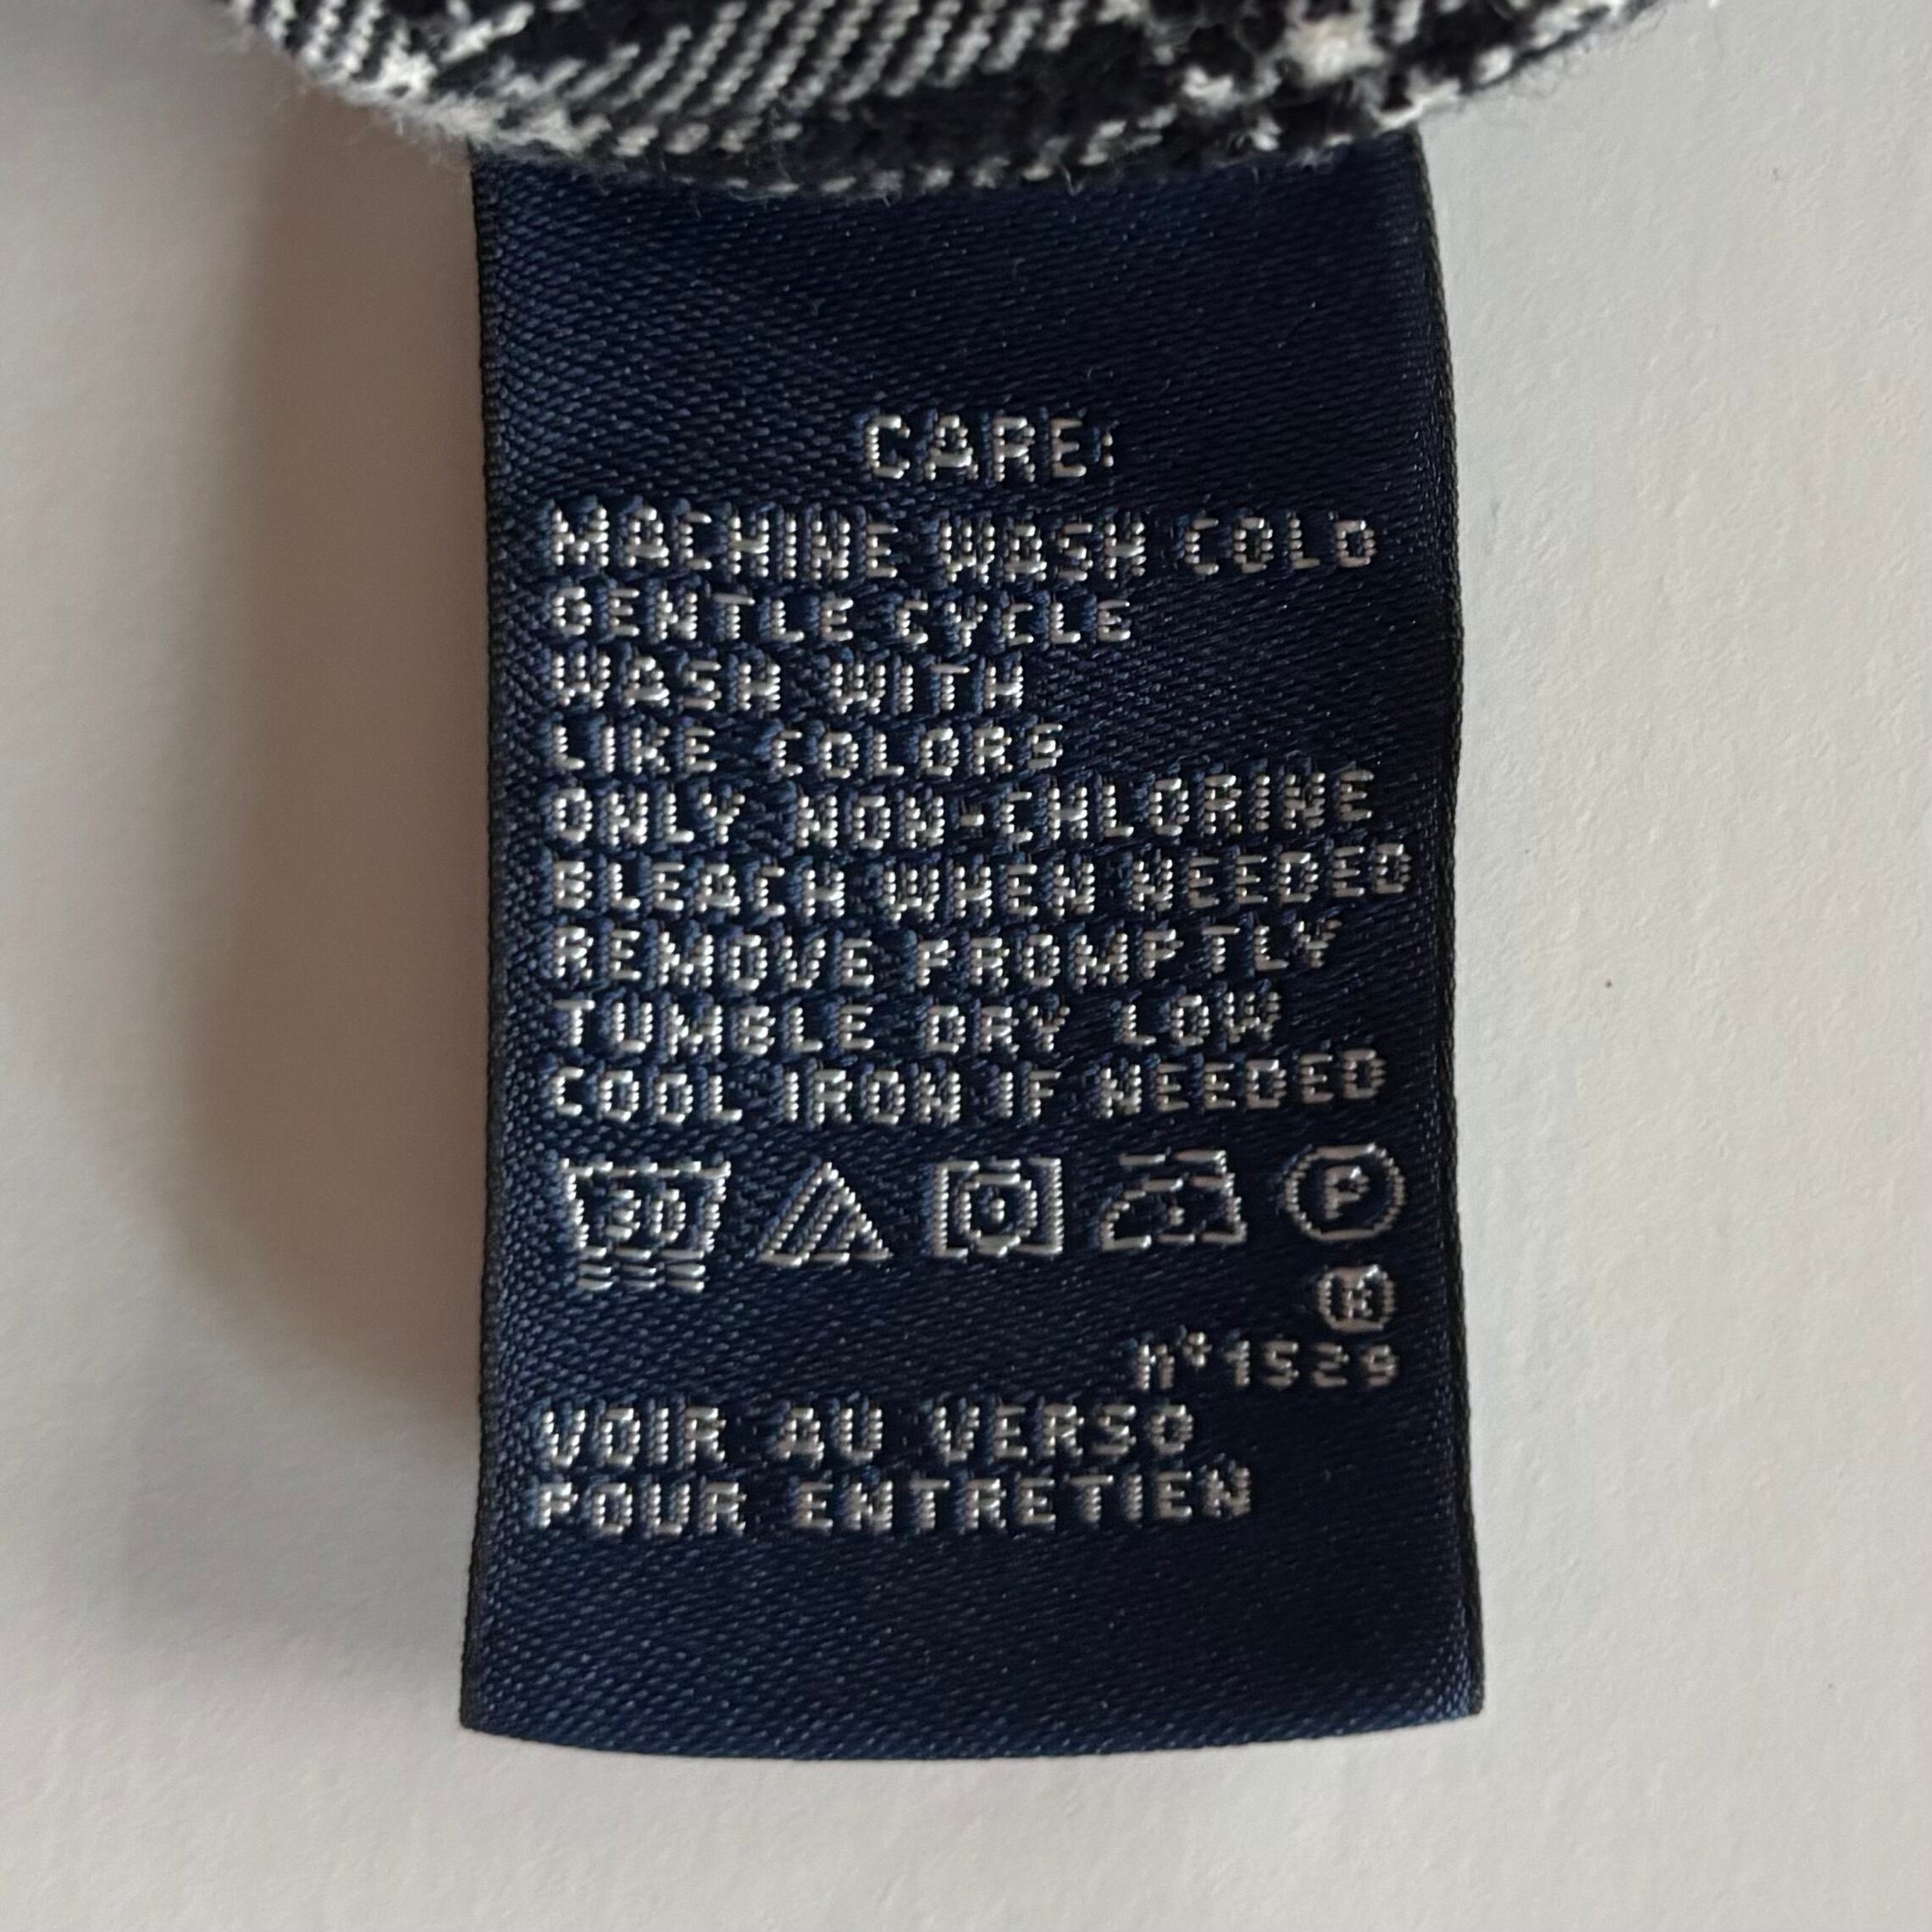 CARE:
MACHINE WASH COLD
GENTLE CYCLE
WASH WITH
LIKE COLORS
ONLY NON-CHLORINE
BLEACH WHEN NEEDED
REMOVE PROMPTLY
TUMBLE DRY LOW
COOL IRON IF NEEDED
30 P
K
n°1529
VOIR AU VERSO
POUR ENTRETIEN